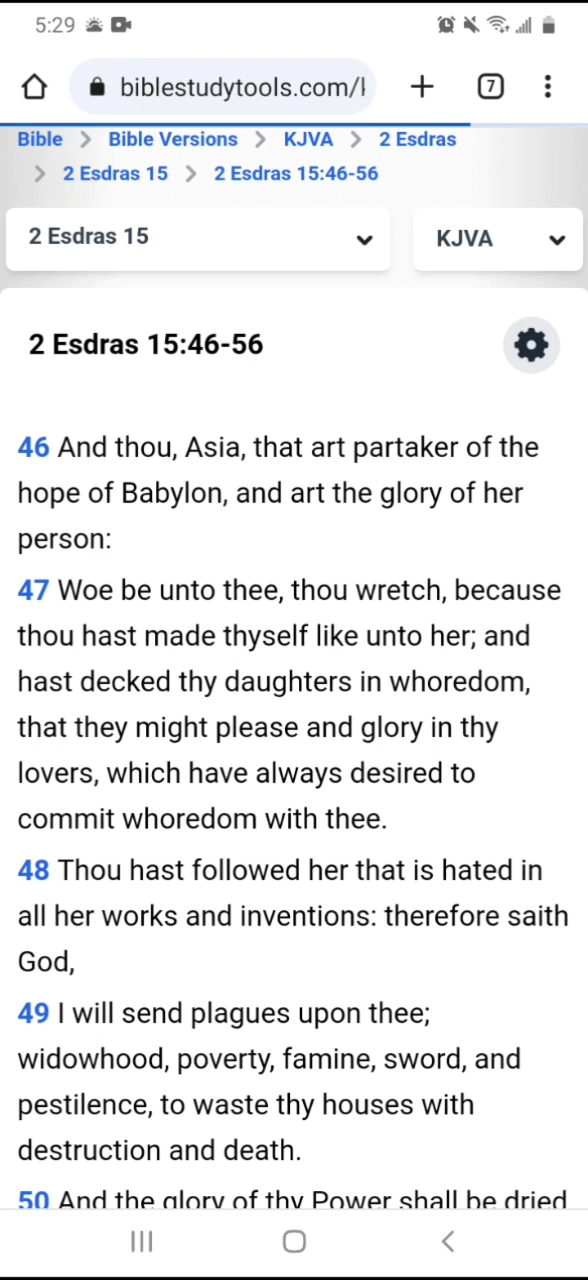 5:29
biblestudytools.com/l
7
Bible > Bible Versions > KJVA > 2 Esdras
> 2 Esdras 15 > 2 Esdras 15:46-56
2 Esdras 15
KJVA
2 Esdras 15:46-56
46 And thou, Asia, that art partaker of the
hope of Babylon, and art the glory of her
person:
47 Woe be unto thee, thou wretch, because
thou hast made thyself like unto her; and
hast decked thy daughters in whoredom,
that they might please and glory in thy
lovers, which have always desired to
commit whoredom with thee.
48 Thou hast followed her that is hated in
all her works and inventions: therefore saith
God,
49 I will send plagues upon thee;
widowhood, poverty, famine, sword, and
pestilence, to waste thy houses with
destruction and death.
50 And the glory of thy Power shall be dried